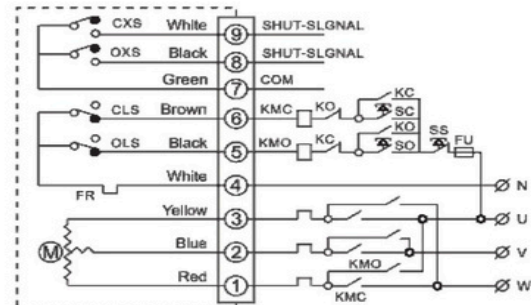 CXS White 9 SHUT-SLGNAL
OXS Black 8 SHUT-SLGNAL
Green 7 COM
KC
CLS Brown 6 KMC KO SC
KO
OLS Black 5 KMO KC SO SS FU
White 4 N
FR
Yellow 3 U
M Blue 2 V
KMO
Red 1 W
KMC